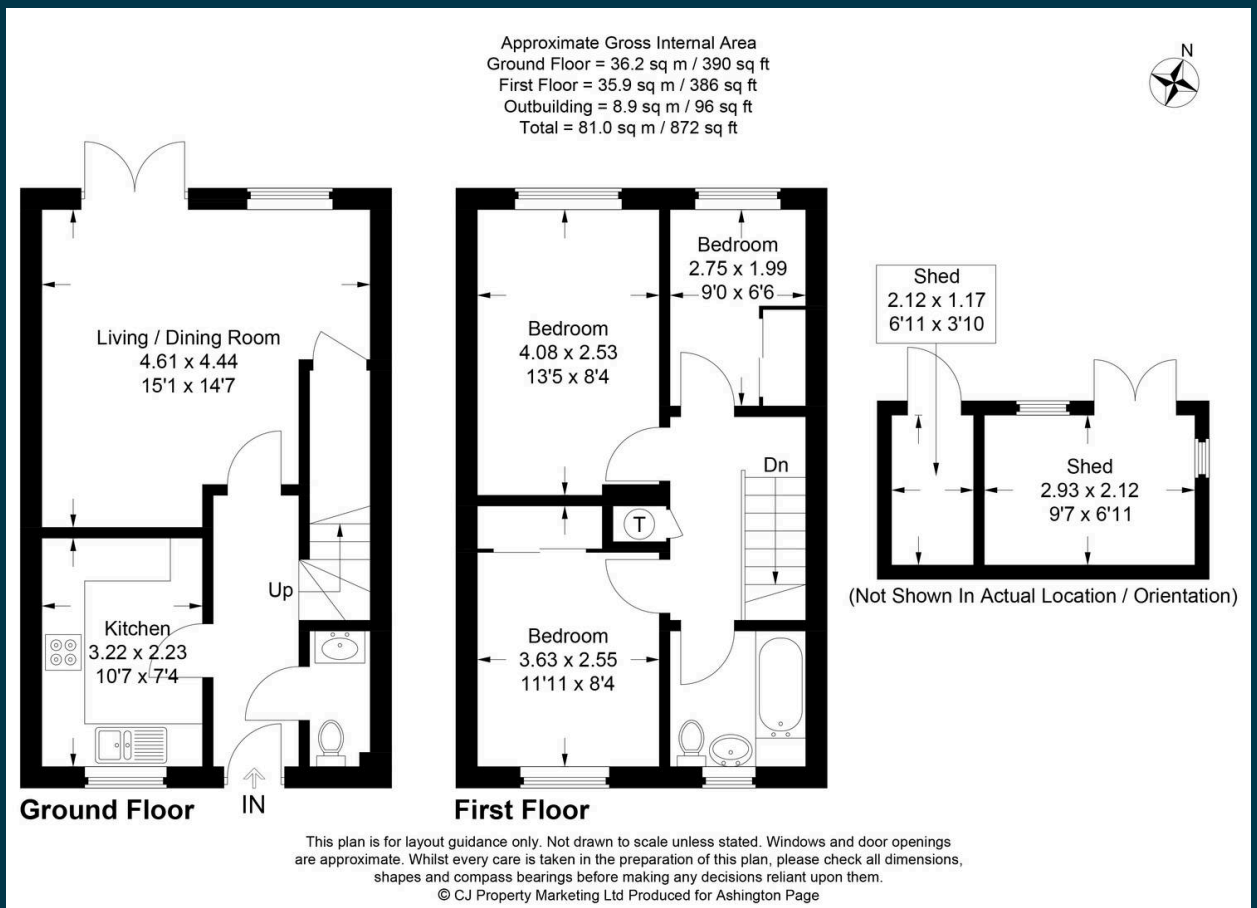 Approximate Gross Internal Area
Ground Floor = 36.2 sq m / 390 sq ft
First Floor = 35.9 sq m / 386 sq ft
Outbuilding = 8.9 sq m / 96 sq ft
Total = 81.0 sq m / 872 sq ft
N
Living / Dining Room
4.61 x 4.44
15'1 x 14'7
Kitchen
3.22 x 2.23
10'7 x 7'4
Up
IN
Ground Floor
Bedroom
4.08 x 2.53
13'5 x 8'4
Bedroom
2.75 x 1.99
9'0 x 6'6
Dn
T
Bedroom
3.63 x 2.55
11'11 x 8'4
First Floor
Shed
2.12 x 1.17
6'11 x 3'10
Shed
2.93 x 2.12
9'7 x 6'11
(Not Shown In Actual Location / Orientation)
This plan is for layout guidance only. Not drawn to scale unless stated. Windows and door openings
are approximate. Whilst every care is taken in the preparation of this plan, please check all dimensions,
shapes and compass bearings before making any decisions reliant upon them.
© CJ Property Marketing Ltd Produced for Ashington Page